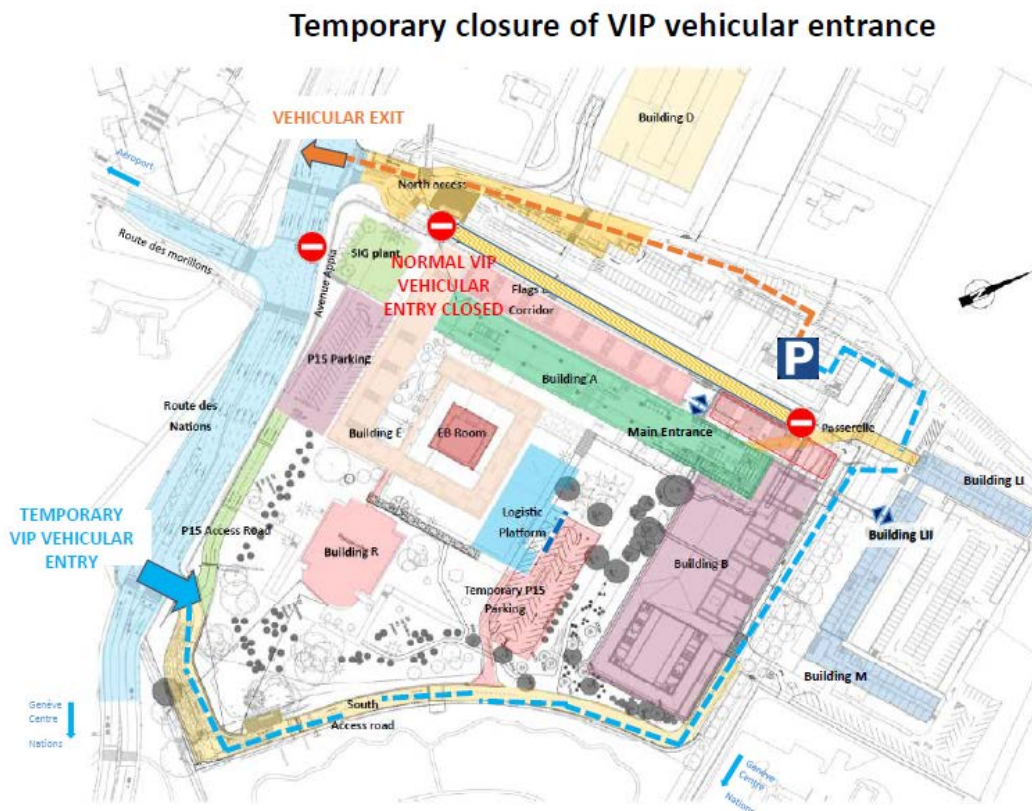 Temporary closure of VIP vehicular entrance
VEHICULAR EXIT
Building D
Aéroport
North access
Route des morillons
SIG plant
Avenue Appia
NORMAL VIP
VEHICULAR
ENTRY CLOSED
Flags
Corridor
P15 Parking
P
Building A
Route des
Nations
Building E
EB Room
Main Entrance
Passerelle
Building LI
TEMPORARY
VIP VEHICULAR
ENTRY
P15 Access Road
Logistic
Platform
Building LII
Building R
Building B
Temporary P15
Parking
Building M
South
Access road
Genève
Centre
Nations
Genève
Centre
Nations